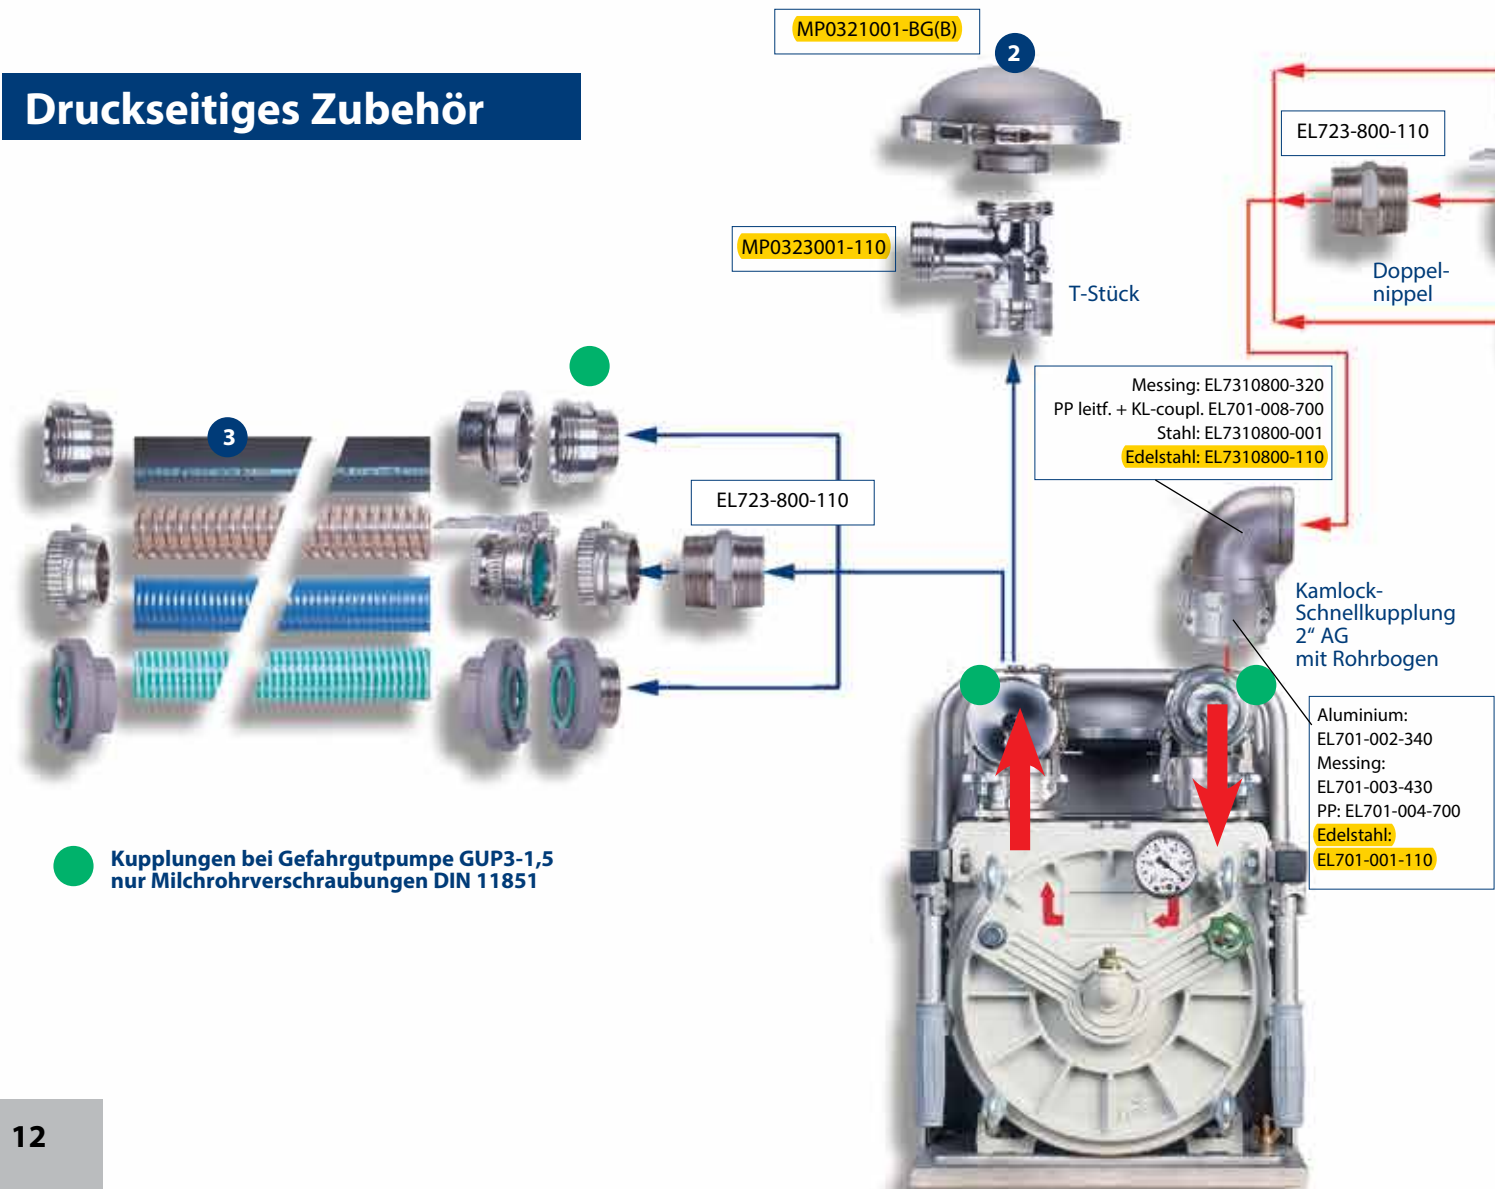 MP0321001-BG(B)
2
Druckseitiges Zubehör
EL723-800-110
MP0323001-110
T-Stück
Doppel-
nippel
Messing: EL7310800-320
PP leitf. + KL-coupl. EL701-008-700
Stahl: EL7310800-001
Edelstahl: EL7310800-110
3
EL723-800-110
Kamlock-
Schnellkupplung
2“ AG
mit Rohrbogen
Aluminium:
EL701-002-340
Messing:
EL701-003-430
PP: EL701-004-700
Edelstahl:
EL701-001-110
Kupplungen bei Gefahrgutpumpe GUP3-1,5
nur Milchrohrverschraubungen DIN 11851
12